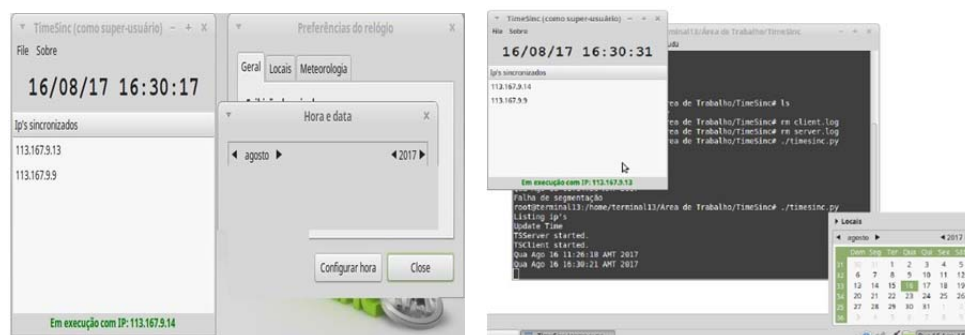 TimeSinc (como super-usuário)
File Sobre
16/08/17 16:30:17
Ip's sincronizados
113.167.9.13
113.167.9.9
Em execução com IP: 113.167.9.14
Preferências do relógio
Geral Locais Meteorologia
Hora e data
agosto 2017
Configurar hora Close
TimeSinc (como super-usuário)
File Sobre
16/08/17 16:30:31
Ip's sincronizados
113.167.9.14
113.167.9.9
Em execução com IP: 113.167.9.13
terminal13/Área de Trabalho/TimeSinc
Área de Trabalho/TimeSinc# ls
Área de Trabalho/TimeSinc# rm client.log
Área de Trabalho/TimeSinc# rm server.log
Área de Trabalho/TimeSinc# ./timesinc.py
Falha de segmentação
root@terminal13:/home/terminal13/Área de Trabalho/TimeSinc# ./timesinc.py
Listing ip's
Update Time
TSServer started.
TSClient started.
Qua Ago 16 11:26:18 AMT 2017
Qua Ago 16 16:30:21 AMT 2017
Locais
agosto 2017
Dom Seg Ter Qua Qui Sex Sáb
31 30 31 1 2 3 4 5
32 6 7 8 9 10 11 12
33 13 14 15 16 17 18 19
34 20 21 22 23 24 25 26
35 27 28 29 30 31